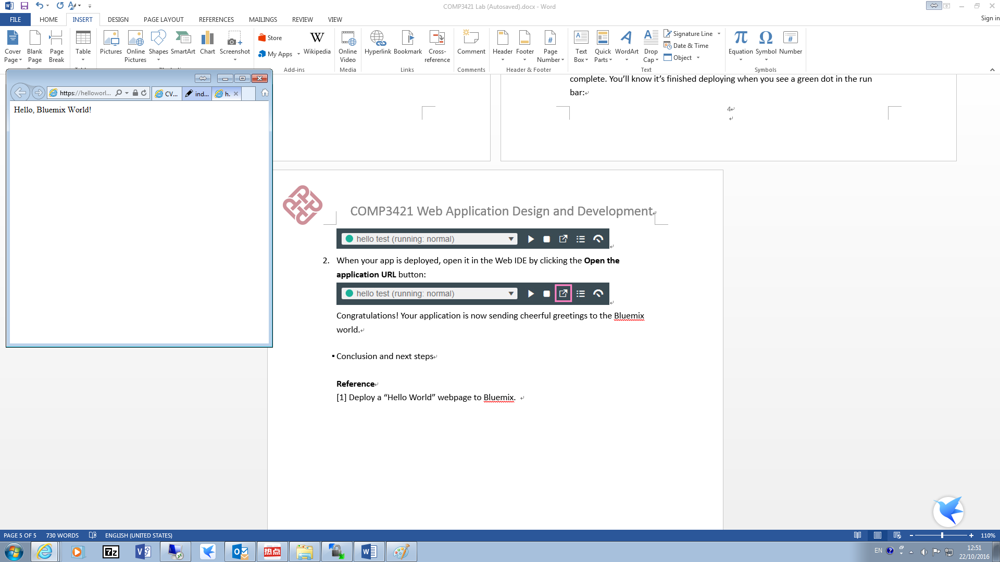 COMP3421 Lab (Autosaved).docx - Word
FILE HOME INSERT DESIGN PAGE LAYOUT REFERENCES MAILINGS REVIEW VIEW
Sign in
Cover Page
Blank Page
Page Break
Table
Pictures
Online Pictures
Shapes
SmartArt
Chart
Screenshot
Store
My Apps
Wikipedia
Online Video
Hyperlink
Bookmark
Cross-reference
Comment
Header
Footer
Page Number
Text Box
Quick Parts
WordArt
Drop Cap
Signature Line
Date & Time
Object
Equation
Symbol
Number
Add-ins
Media
Links
Comments
Header & Footer
Text
Symbols
https://helloworl...
CV...
ind...
h.
Hello, Bluemix World!
complete. You’ll know it’s finished deploying when you see a green dot in the run
bar:
4
COMP3421 Web Application Design and Development
hello test (running: normal)
2. When your app is deployed, open it in the Web IDE by clicking the Open the
application URL button:
hello test (running: normal)
Congratulations! Your application is now sending cheerful greetings to the Bluemix
world.
Conclusion and next steps
Reference
[1] Deploy a “Hello World” webpage to Bluemix.
PAGE 5 OF 5 730 WORDS ENGLISH (UNITED STATES)
110%
7z
热点
EN
12:51
22/10/2016